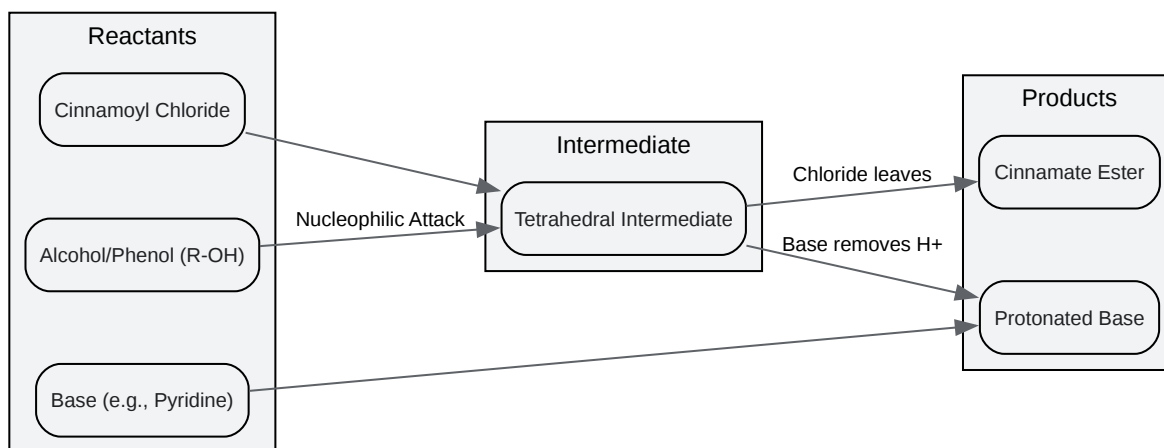 Reactants
Cinnamoyl Chloride
Alcohol/Phenol (R-OH)
Base (e.g., Pyridine)
Nucleophilic Attack
Intermediate
Tetrahedral Intermediate
Chloride leaves
Base removes H+
Products
Cinnamate Ester
Protonated Base